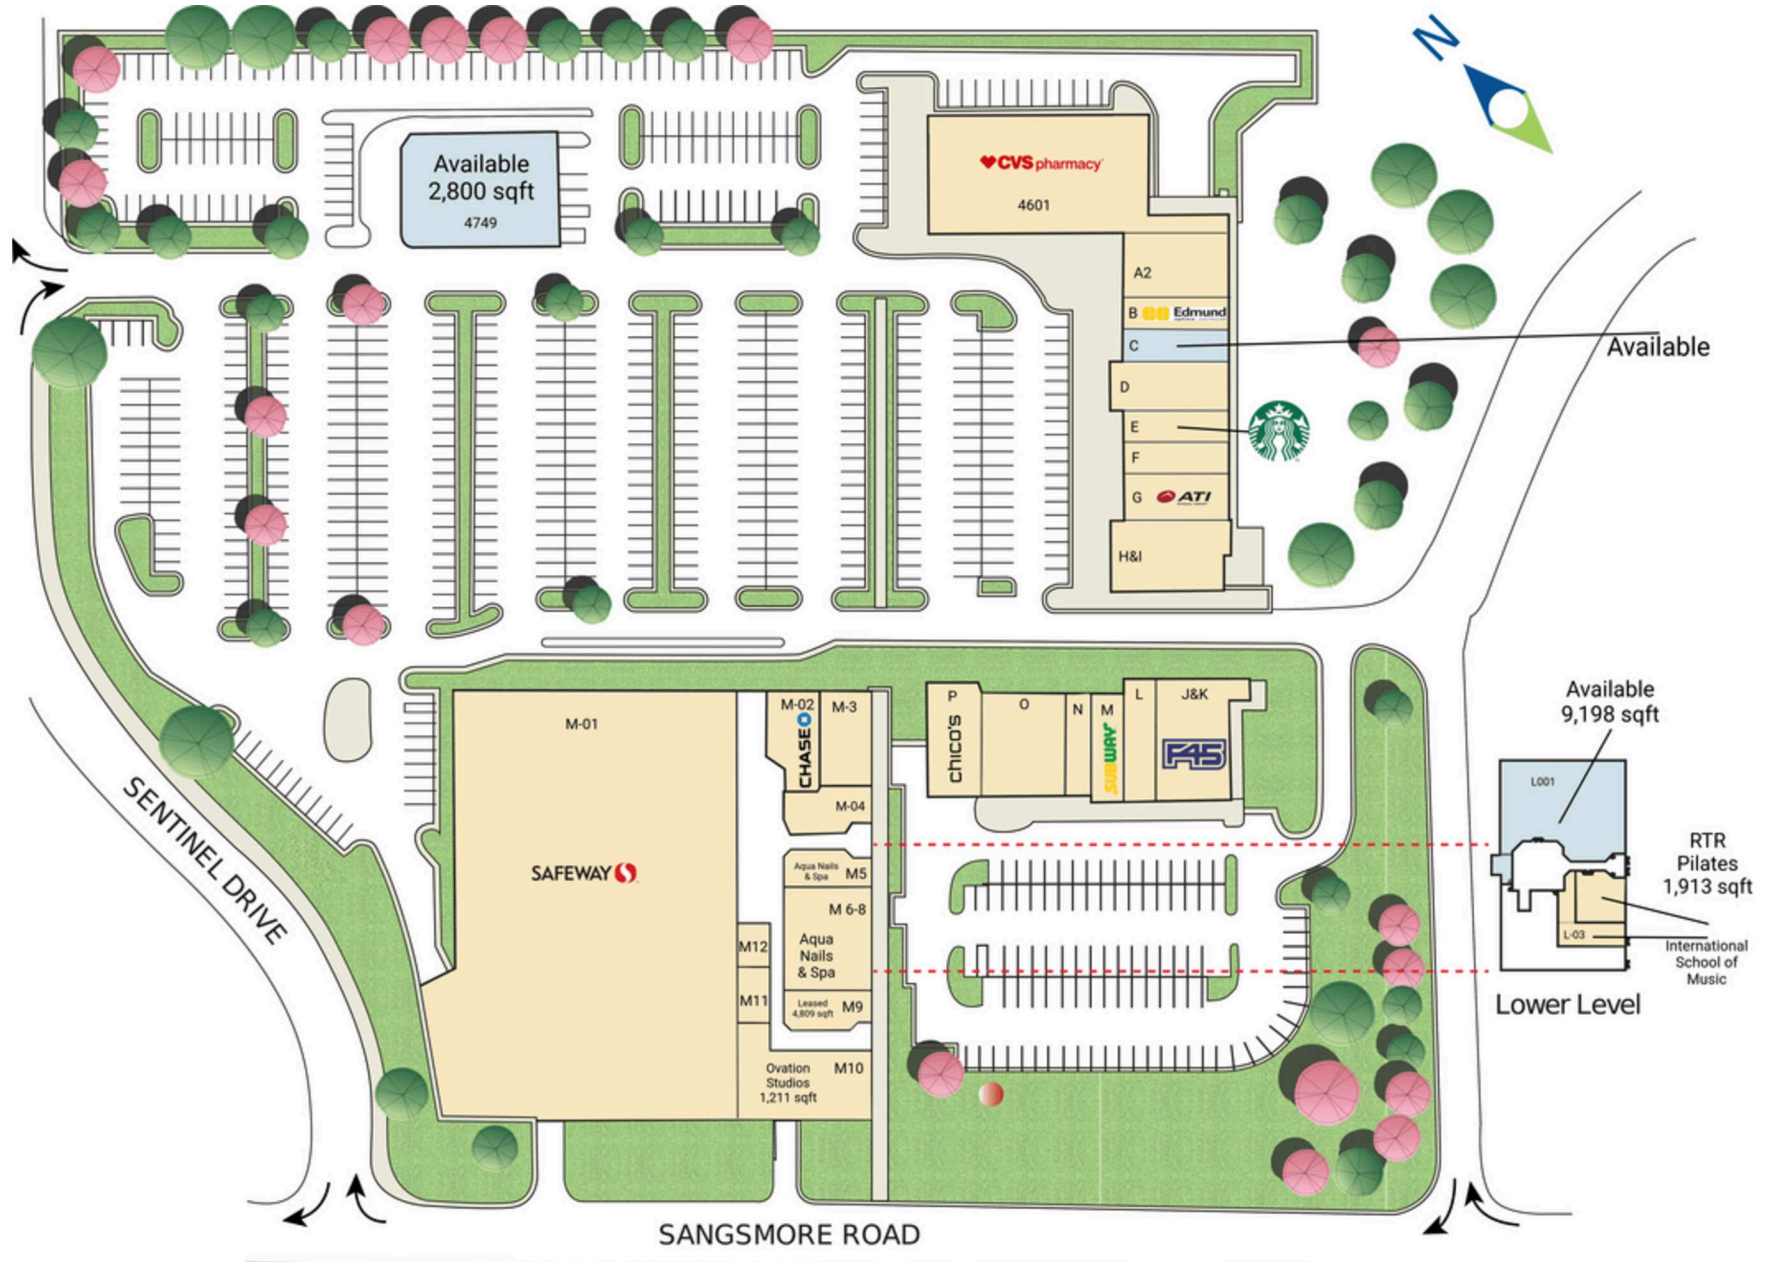 N
Available
2,800 sqft
4749
CVS pharmacy
4601
A2
B
Edmund
C
Available
D
E
F
G
ATI
H&I
M-01
SAFEWAY
M-02
CHASE
M-3
M-04
Aqua Nails
& Spa
M5
M 6-8
Aqua
Nails
& Spa
M12
M11
Leased
4,809 sqft
M9
M10
Ovation
Studios
1,211 sqft
P
chico's
O
N
M
SUBWAY
L
J&K
F45
Available
9,198 sqft
L001
RTR
Pilates
1,913 sqft
L-03
International
School of
Music
Lower Level
SENTINEL DRIVE
SANGSMORE ROAD